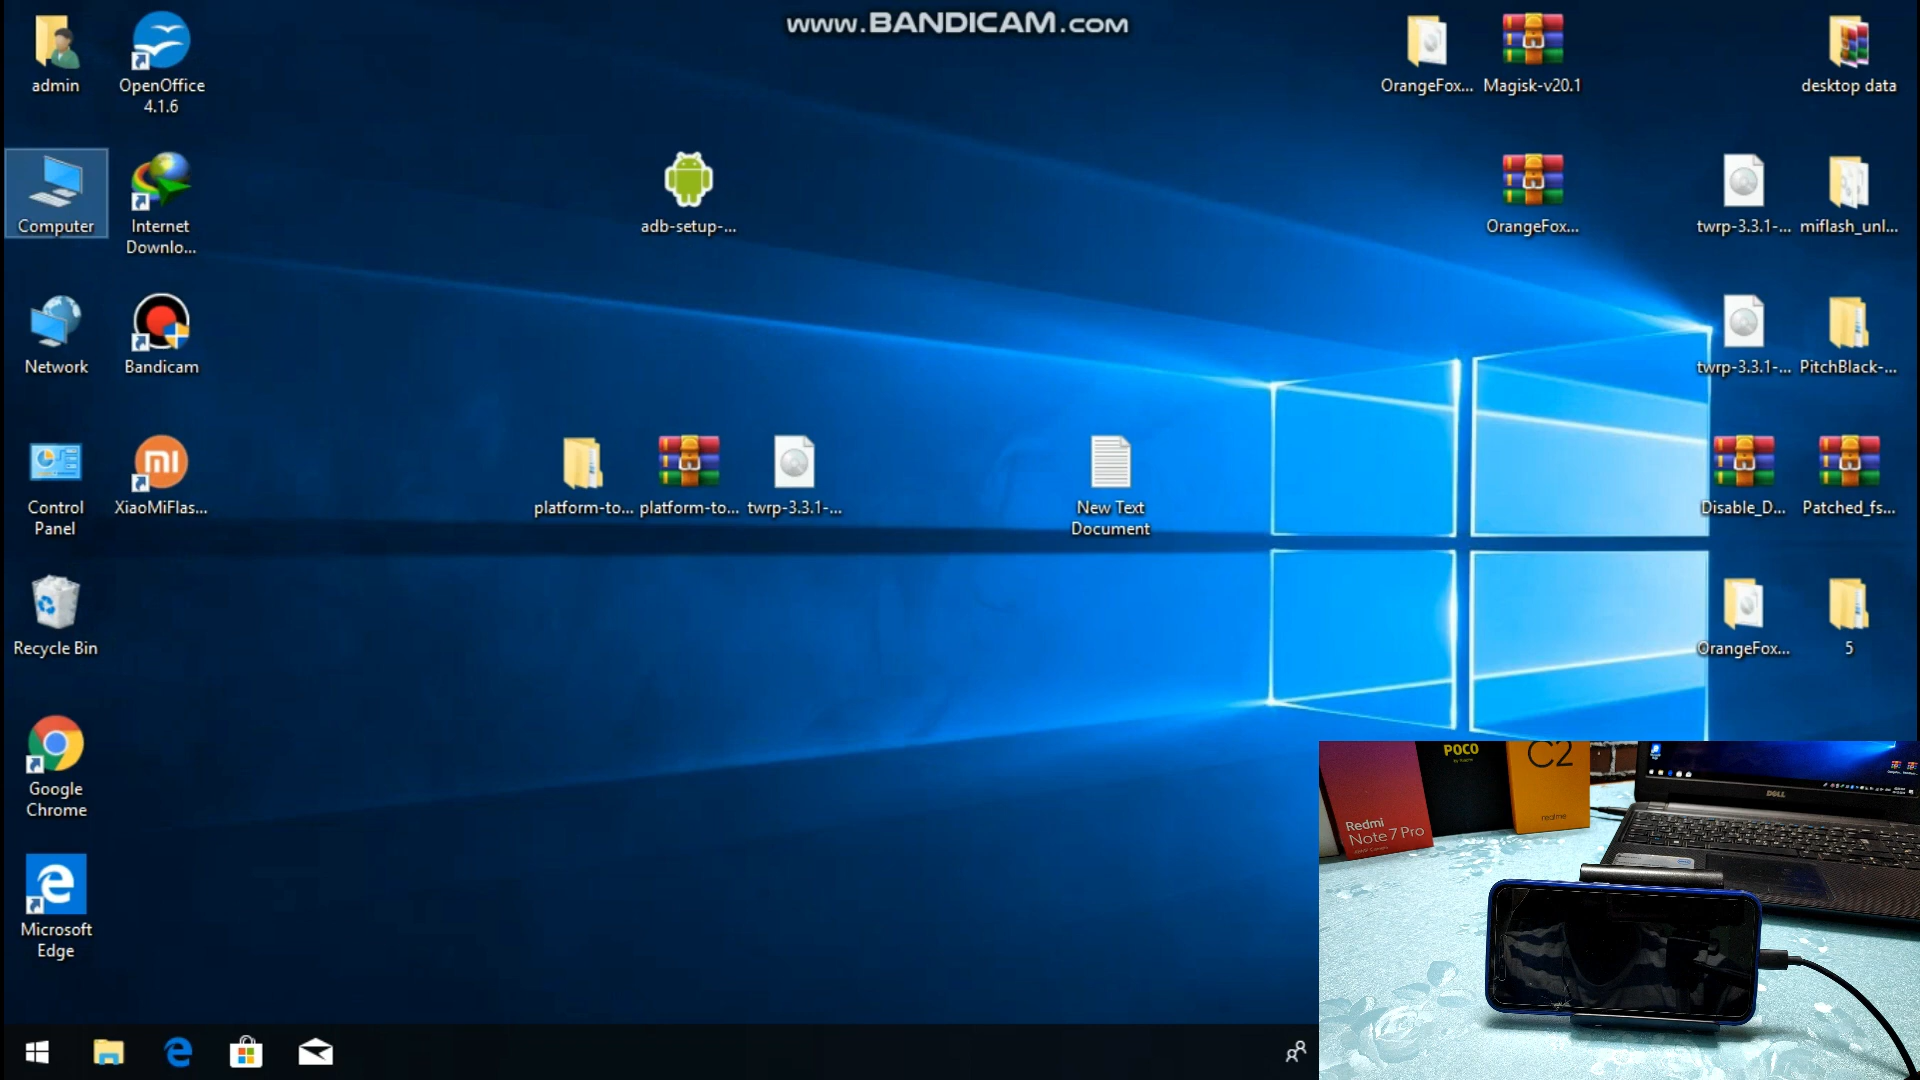 www.BANDICAM.com
admin
OpenOffice
4.1.6
OrangeFox...
Magisk-v20.1
desktop data
Computer
Internet
Downlo...
adb-setup-...
OrangeFox...
twrp-3.3.1-...
miflash_unl...
Network
Bandicam
twrp-3.3.1-...
PitchBlack-...
Control
Panel
XiaoMiFlas...
platform-to...
platform-to...
twrp-3.3.1-...
New Text
Document
Disable_D...
Patched_fs...
Recycle Bin
OrangeFox...
5
Google
Chrome
Microsoft
Edge
POCO
C2
realme
Redmi
Note 7 Pro
DELL